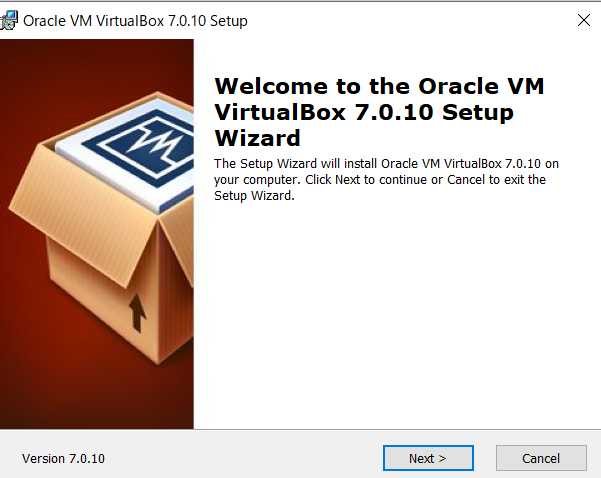 Oracle VM VirtualBox 7.0.10 Setup
Welcome to the Oracle VM
VirtualBox 7.0.10 Setup
Wizard
The Setup Wizard will install Oracle VM VirtualBox 7.0.10 on
your computer. Click Next to continue or Cancel to exit the
Setup Wizard.
Version 7.0.10
Next >
Cancel